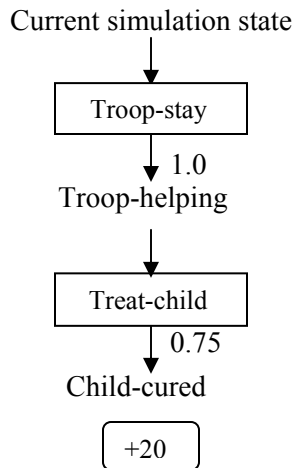 Current simulation state
Troop-stay
1.0
Troop-helping
Treat-child
0.75
Child-cured
+20